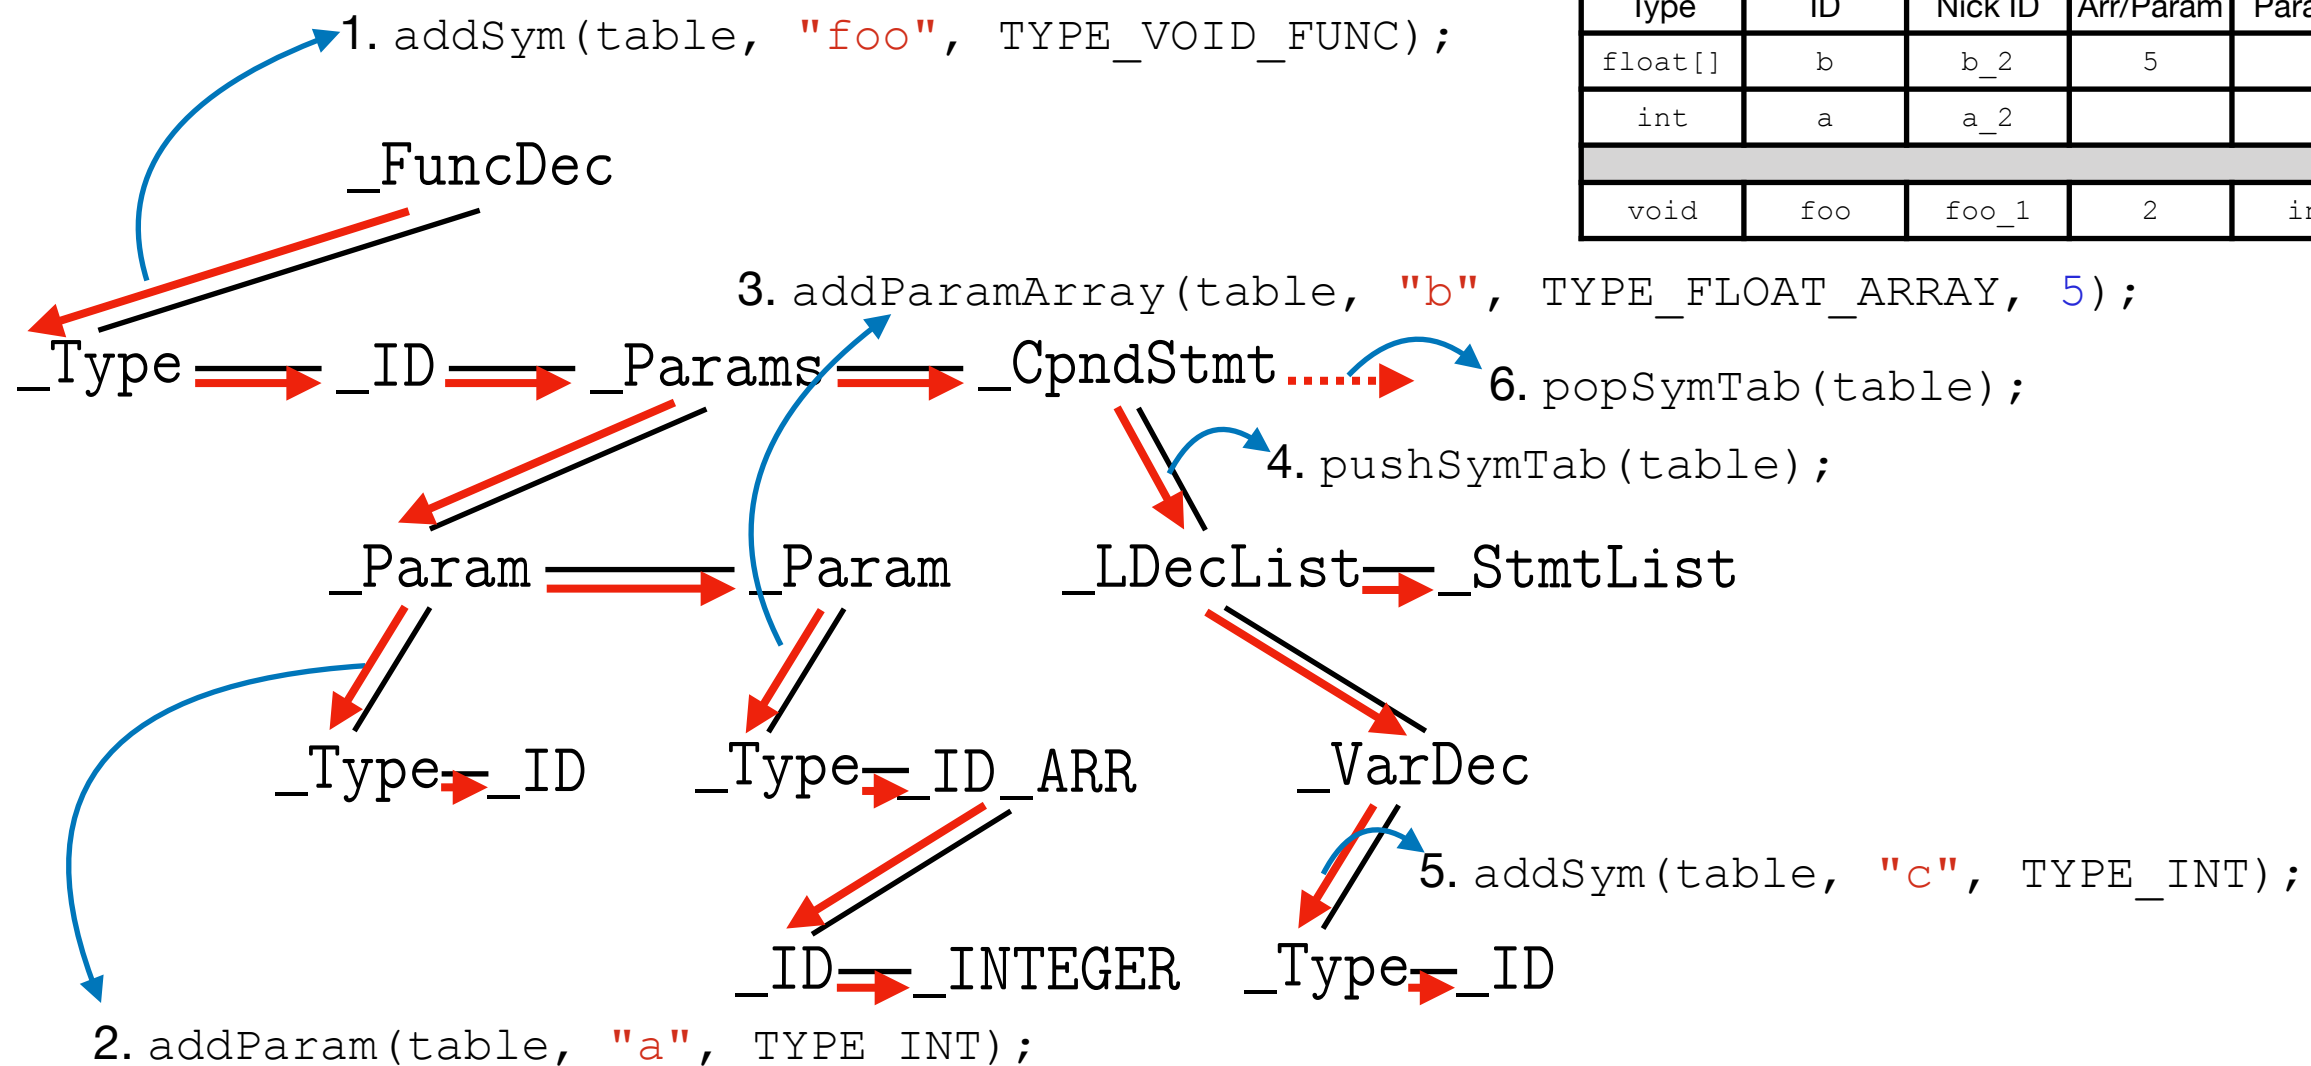 1. addSym(table, "foo", TYPE_VOID_FUNC);
Type ID Nick ID Arr/Param
float[] b b_2 5
int a a_2
void foo foo_1 2
_FuncDec
3. addParamArray(table, "b", TYPE_FLOAT_ARRAY, 5);
_Type _ID _Params _CpndStmt
6. popSymTab(table);
4. pushSymTab(table);
_Param _Param _LDecList _StmtList
_Type _ID _Type _ID_ARR _VarDec
5. addSym(table, "c", TYPE_INT);
_ID _INTEGER _Type _ID
2. addParam(table, "a", TYPE INT);